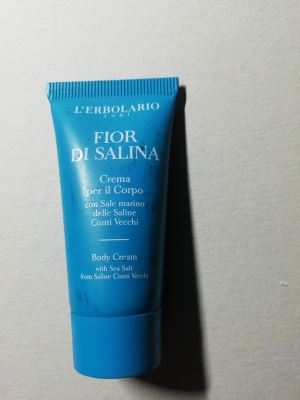 L'ERBOLARIO
LODI
FIOR
DI SALINA
Crema
per il Corpo
con Sale marino
delle Saline
Conti Vecchi
Body Cream
with Sea Salt
from Saline Conti Vecchi